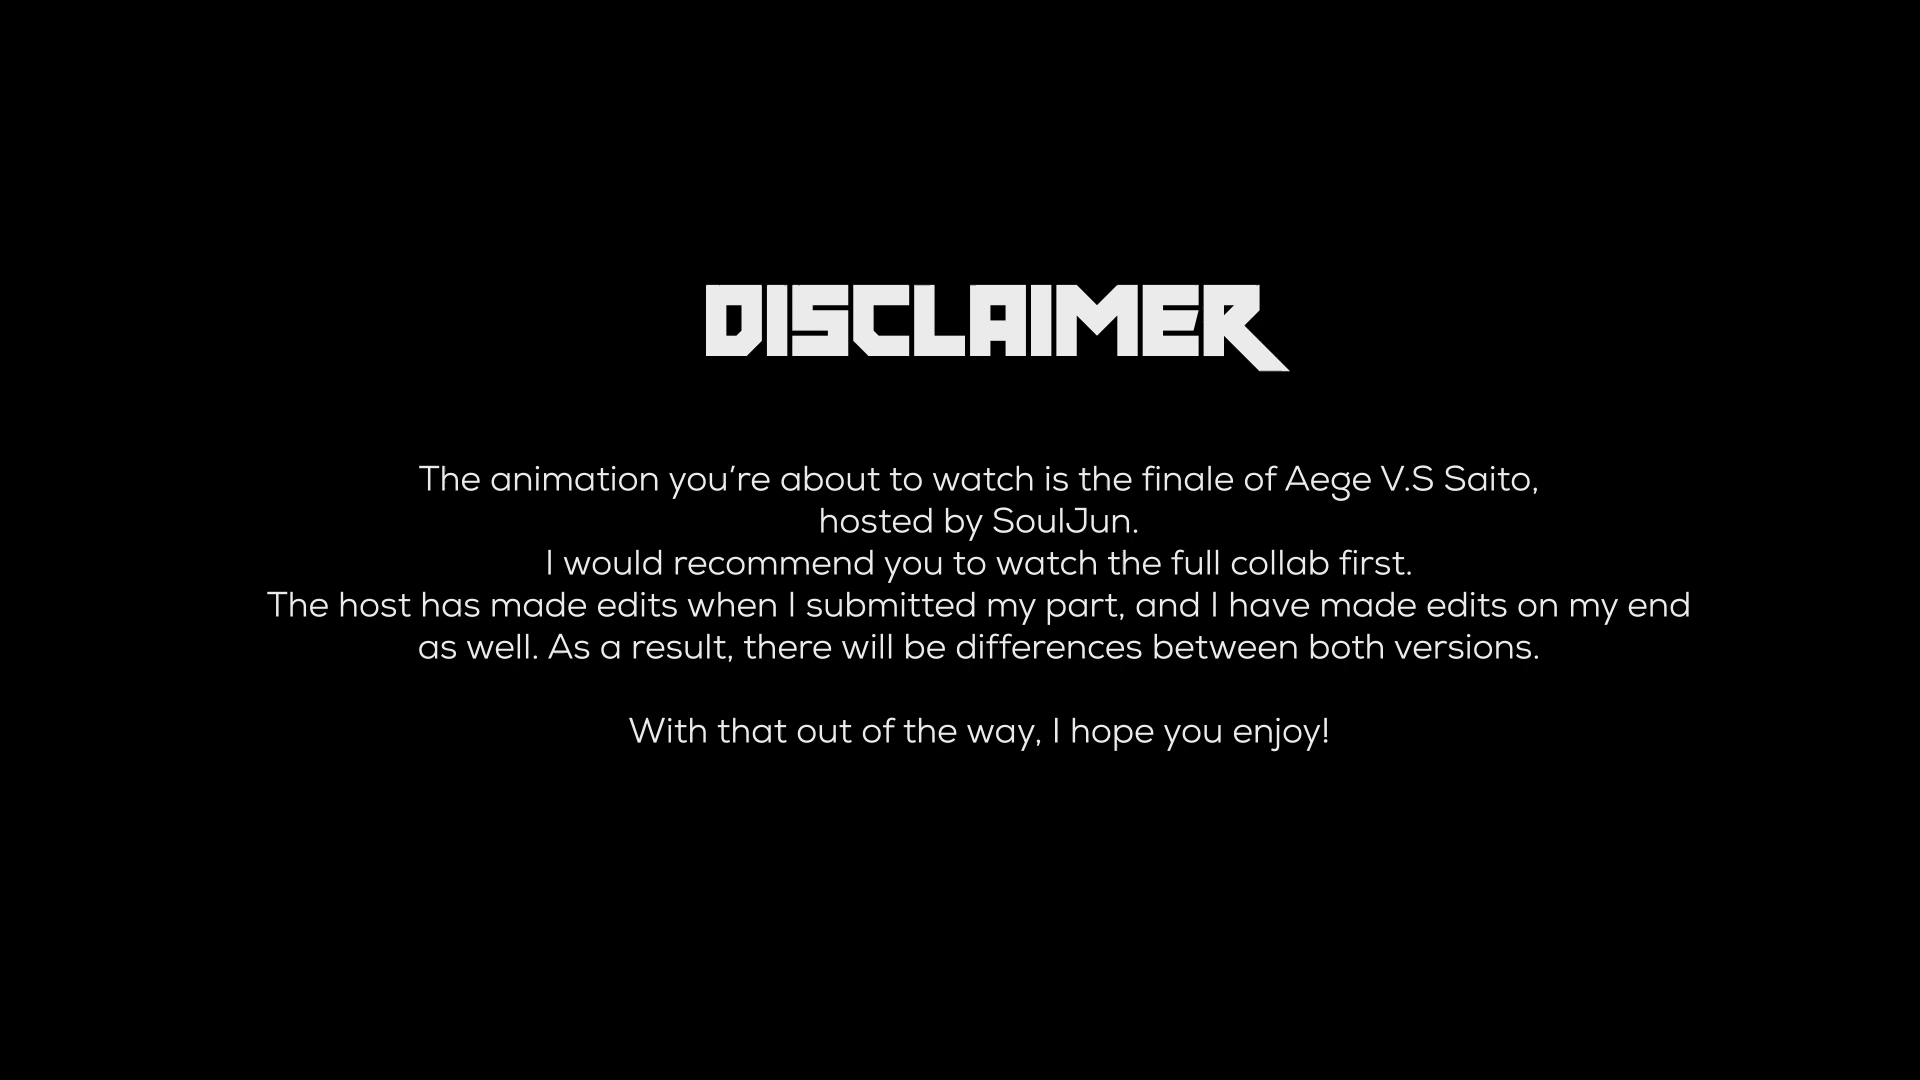 DISCLAIMER
The animation you’re about to watch is the finale of Aege V.S Saito,
hosted by SoulJun.
I would recommend you to watch the full collab first.
The host has made edits when I submitted my part, and I have made edits on my end
as well. As a result, there will be differences between both versions.
With that out of the way, I hope you enjoy!